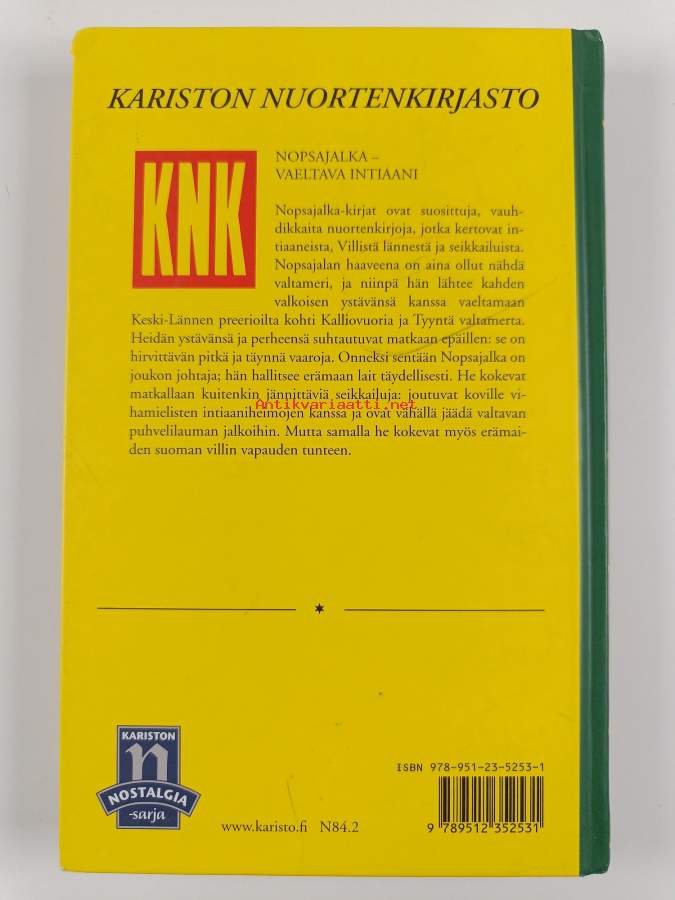 KARISTON NUORTENKIRJASTO
KNK
NOPSAJALKA –
VAELTAVA INTIAANI
Nopsajalka-kirjat ovat suosittuja, vauh-
dikkaita nuortenkirjoja, jotka kertovat in-
tiaaneista, Villistä lännestä ja seikkailuista.
Nopsajalan haaveena on aina ollut nähdä
valtameri, ja niinpä hän lähtee kahden
valkoisen ystävänsä kanssa vaeltamaan
Keski-Lännen preerioilta kohti Kalliovuoria ja Tyyntä valtamerta.
Heidän ystävänsä ja perheensä suhtautuvat matkaan epäillen: se on
hirvittävän pitkä ja täynnä vaaroja. Onneksi sentään Nopsajalka on
joukon johtaja; hän hallitsee erämaan lait täydellisesti. He kokevat
matkallaan kuitenkin jännittäviä seikkailuja: joutuvat koville vi-
Antikvariaatti.net
hamielisten intiaaniheimojen kanssa ja ovat vähällä jäädä valtavan
puhvelilauman jalkoihin. Mutta samalla he kokevat myös erämai-
den suoman villin vapauden tunteen.
KARISTON
n
NOSTALGIA
-sarja
www.karisto.fi N84.2
ISBN 978-951-23-5253-1
9 789512 352531